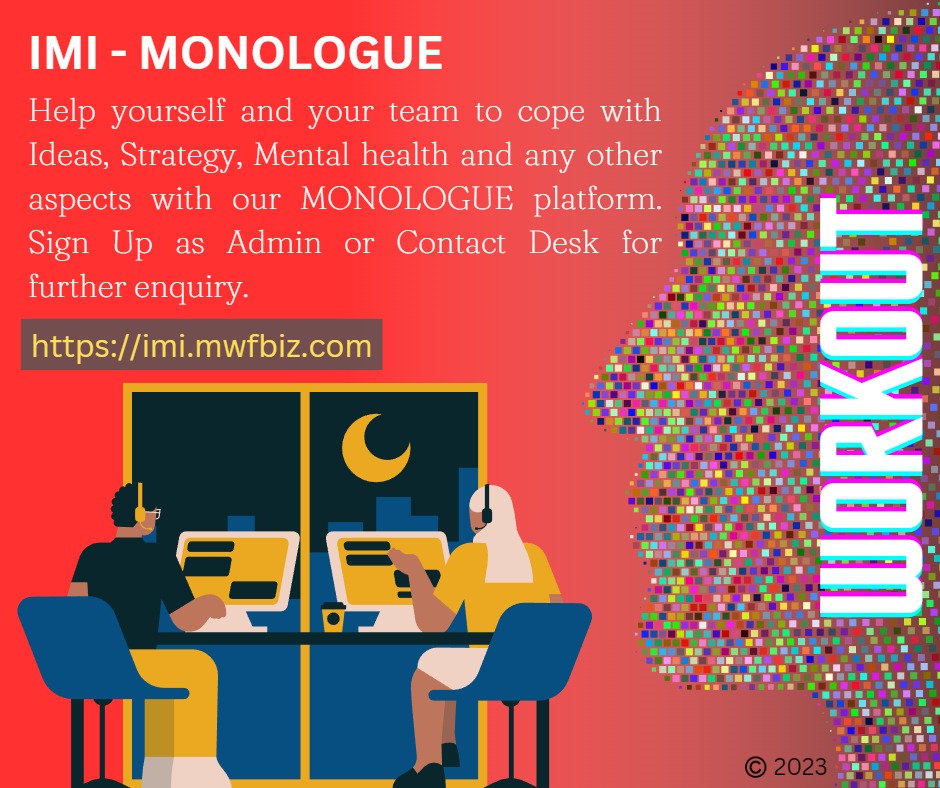 IMI - MONOLOGUE
Help yourself and your team to cope with
Ideas, Strategy, Mental health and any other
aspects with our MONOLOGUE platform.
Sign Up as Admin or Contact Desk for
further enquiry.
https://imi.mwfbiz.com
WORKOUT
© 2023